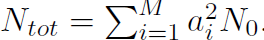 $N_{tot} = \sum_{i=1}^{M} a_i^2 N_0.$